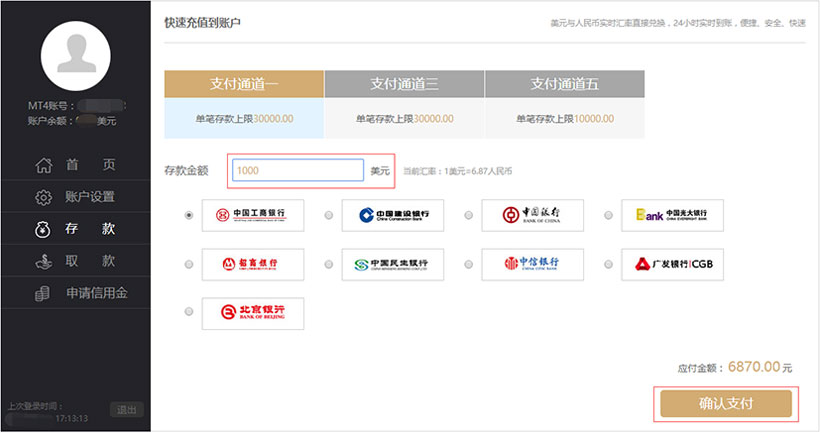 快速充值到账户
美元与人民币实时汇率直接兑换，24小时实时到账，便捷、安全、快速
MT4账号：
账户余额： 美元
首 页
账户设置
存 款
取 款
申请信用金
上次登录时间：
17:13:13
退出
支付通道一 支付通道三 支付通道五
单笔存款上限30000.00 单笔存款上限30000.00 单笔存款上限10000.00
存款金额 1000 美元 当前汇率：1美元=6.87人民币
中国工商银行 中国建设银行 China Construction Bank 中国银行 BANK OF CHINA Bank 中国光大银行 CHINA EVERBRIGHT BANK
招商银行 中国民生银行 中信银行 CHINA CITIC BANK 广发银行|CGB
北京银行 BANK OF BEIJING
应付金额：6870.00 元
确认支付